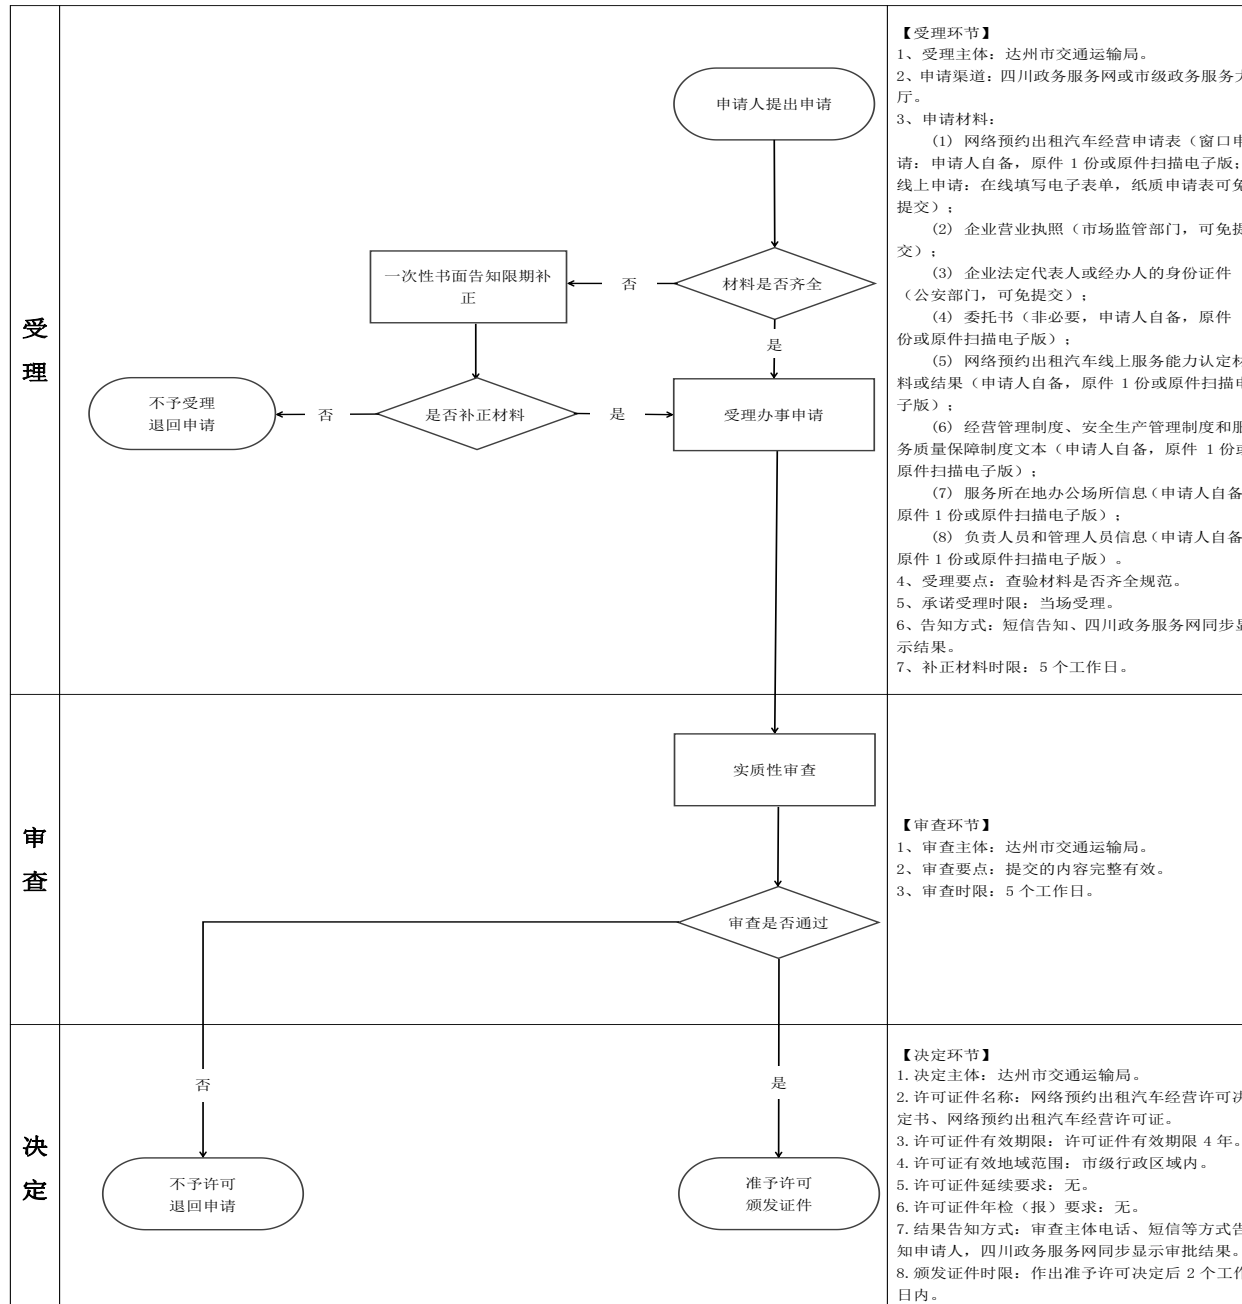 受
理
申请人提出申请
材料是否齐全
否
一次性书面告知限期补
正
是
是否补正材料
否
不予受理
退回申请
是
受理办事申请
【受理环节】
1、受理主体：达州市交通运输局。
2、申请渠道：四川政务服务网或市级政务服务大
厅。
3、申请材料：
（1）网络预约出租汽车经营申请表（窗口申
请：申请人自备，原件 1 份或原件扫描电子版；
线上申请：在线填写电子表单，纸质申请表可免
提交）；
（2）企业营业执照（市场监管部门，可免提
交）；
（3）企业法定代表人或经办人的身份证件
（公安部门，可免提交）；
（4）委托书（非必要，申请人自备，原件
份或原件扫描电子版）；
（5）网络预约出租汽车线上服务能力认定材
料或结果（申请人自备，原件 1 份或原件扫描电
子版）；
（6）经营管理制度、安全生产管理制度和服
务质量保障制度文本（申请人自备，原件 1 份或
原件扫描电子版）；
（7）服务所在地办公场所信息（申请人自备
原件 1 份或原件扫描电子版）；
（8）负责人员和管理人员信息（申请人自备
原件 1 份或原件扫描电子版）。
4、受理要点：查验材料是否齐全规范。
5、承诺受理时限：当场受理。
6、告知方式：短信告知、四川政务服务网同步显
示结果。
7、补正材料时限：5 个工作日。
审
查
实质性审查
审查是否通过
【审查环节】
1、审查主体：达州市交通运输局。
2、审查要点：提交的内容完整有效。
3、审查时限：5 个工作日。
决
定
否
是
不予许可
退回申请
准予许可
颁发证件
【决定环节】
1.决定主体：达州市交通运输局。
2.许可证件名称：网络预约出租汽车经营许可决
定书、网络预约出租汽车经营许可证。
3.许可证件有效期限：许可证件有效期限 4 年。
4.许可证有效地域范围：市级行政区域内。
5.许可证件延续要求：无。
6.许可证件年检（报）要求：无。
7.结果告知方式：审查主体电话、短信等方式告
知申请人，四川政务服务网同步显示审批结果。
8.颁发证件时限：作出准予许可决定后 2 个工作
日内。